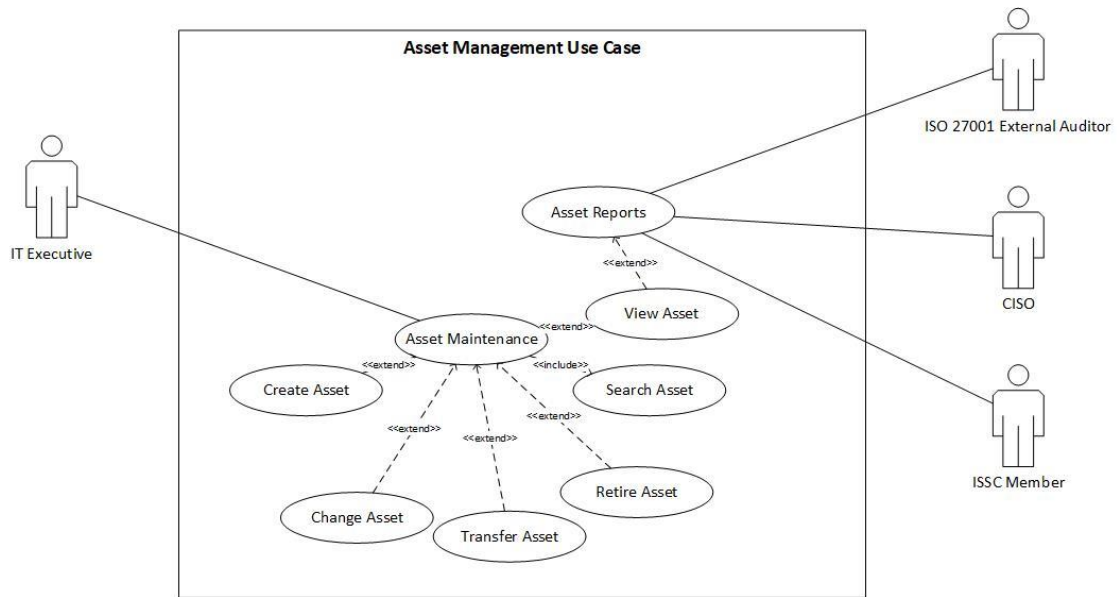 Asset Management Use Case
ISO 27001 External Auditor
IT Executive
Asset Reports
<<extend>>
CISO
View Asset
<<extend>>
Asset Maintenance
<<extend>>
<<include>>
Create Asset
Search Asset
<<extend>>
<<extend>>
<<extend>>
ISSC Member
Retire Asset
Change Asset
Transfer Asset